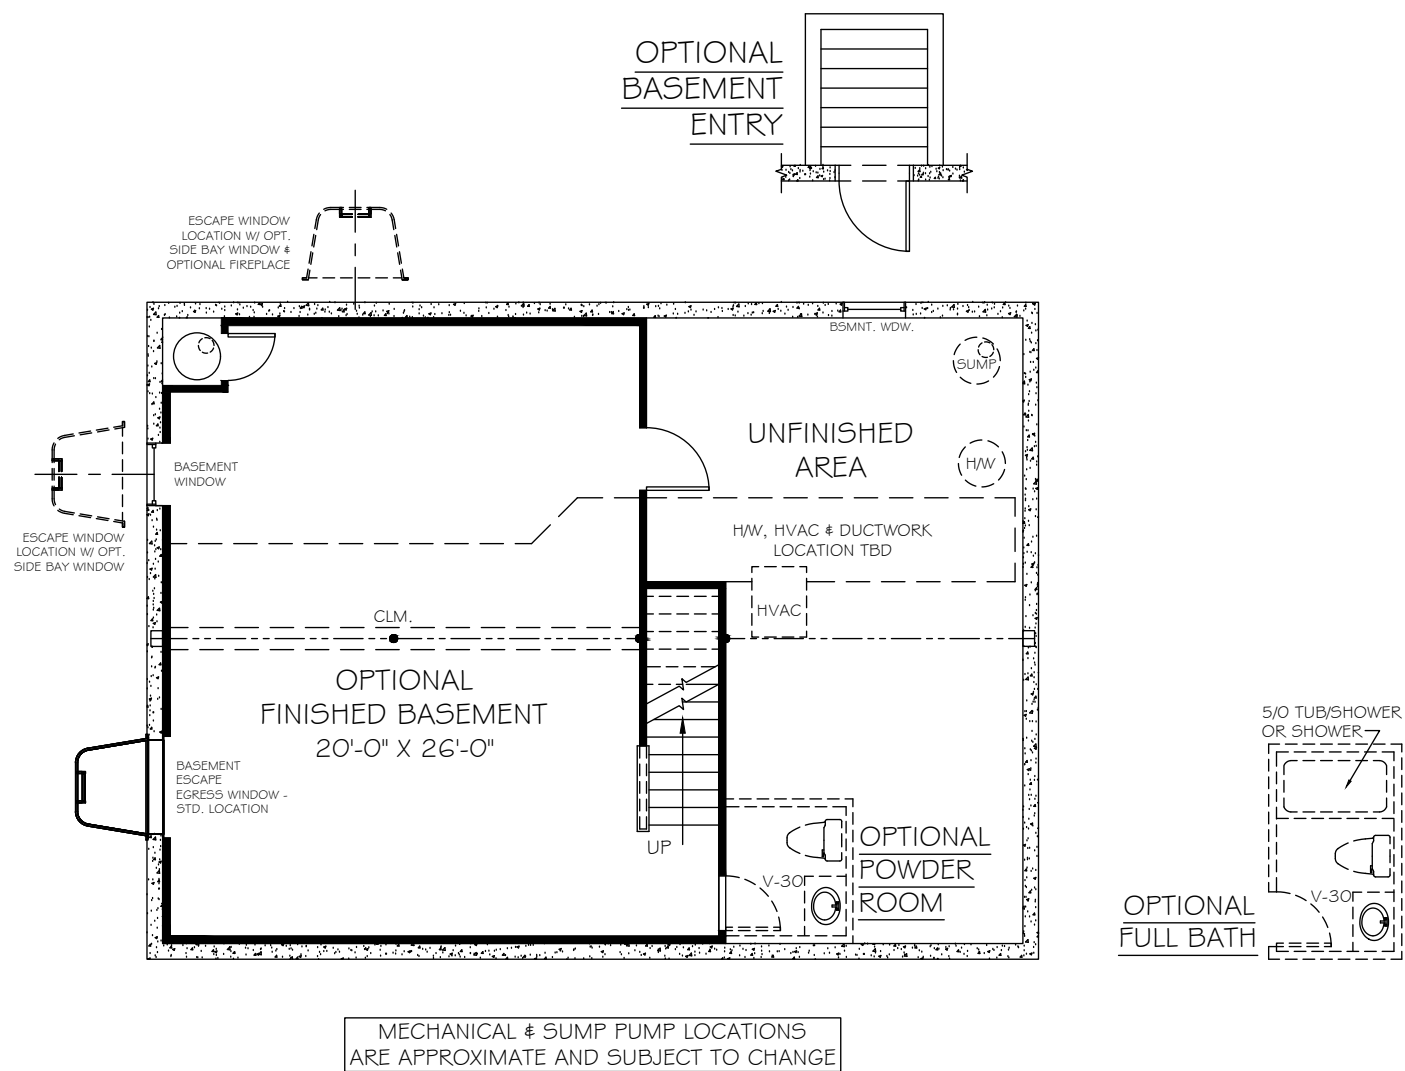 OPTIONAL
BASEMENT
ENTRY
ESCAPE WINDOW
LOCATION W/ OPT.
SIDE BAY WINDOW &
OPTIONAL FIREPLACE
BSMNT. WDW.
SUMP
UNFINISHED
AREA
H/W
BASEMENT
WINDOW
ESCAPE WINDOW
LOCATION W/ OPT.
SIDE BAY WINDOW
H/W, HVAC & DUCTWORK
LOCATION TBD
HVAC
CLM.
OPTIONAL
FINISHED BASEMENT
20'-0" X 26'-0"
BASEMENT
ESCAPE
EGRESS WINDOW -
STD. LOCATION
UP
OPTIONAL
POWDER
ROOM
V-30
5/0 TUB/SHOWER
OR SHOWER
V-30
OPTIONAL
FULL BATH
MECHANICAL & SUMP PUMP LOCATIONS
ARE APPROXIMATE AND SUBJECT TO CHANGE